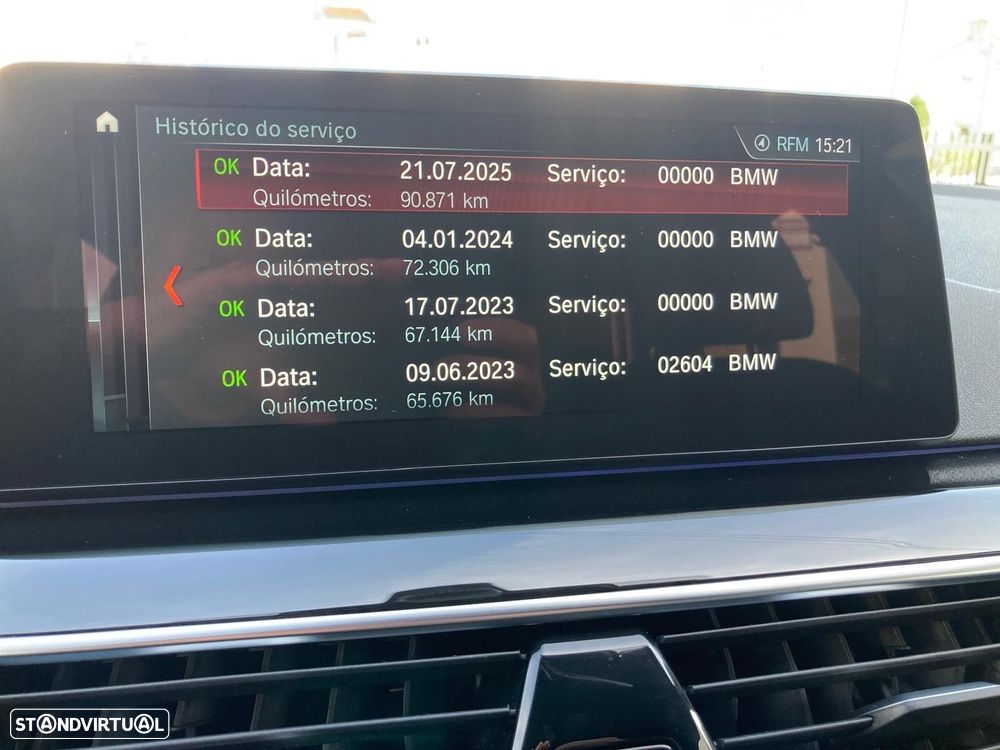 Histórico do serviço
RFM 15:21
OK Data: 21.07.2025 Serviço: 00000 BMW
Quilómetros: 90.871 km
OK Data: 04.01.2024 Serviço: 00000 BMW
Quilómetros: 72.306 km
OK Data: 17.07.2023 Serviço: 00000 BMW
Quilómetros: 67.144 km
OK Data: 09.06.2023 Serviço: 02604 BMW
Quilómetros: 65.676 km
STANDVIRTUAL